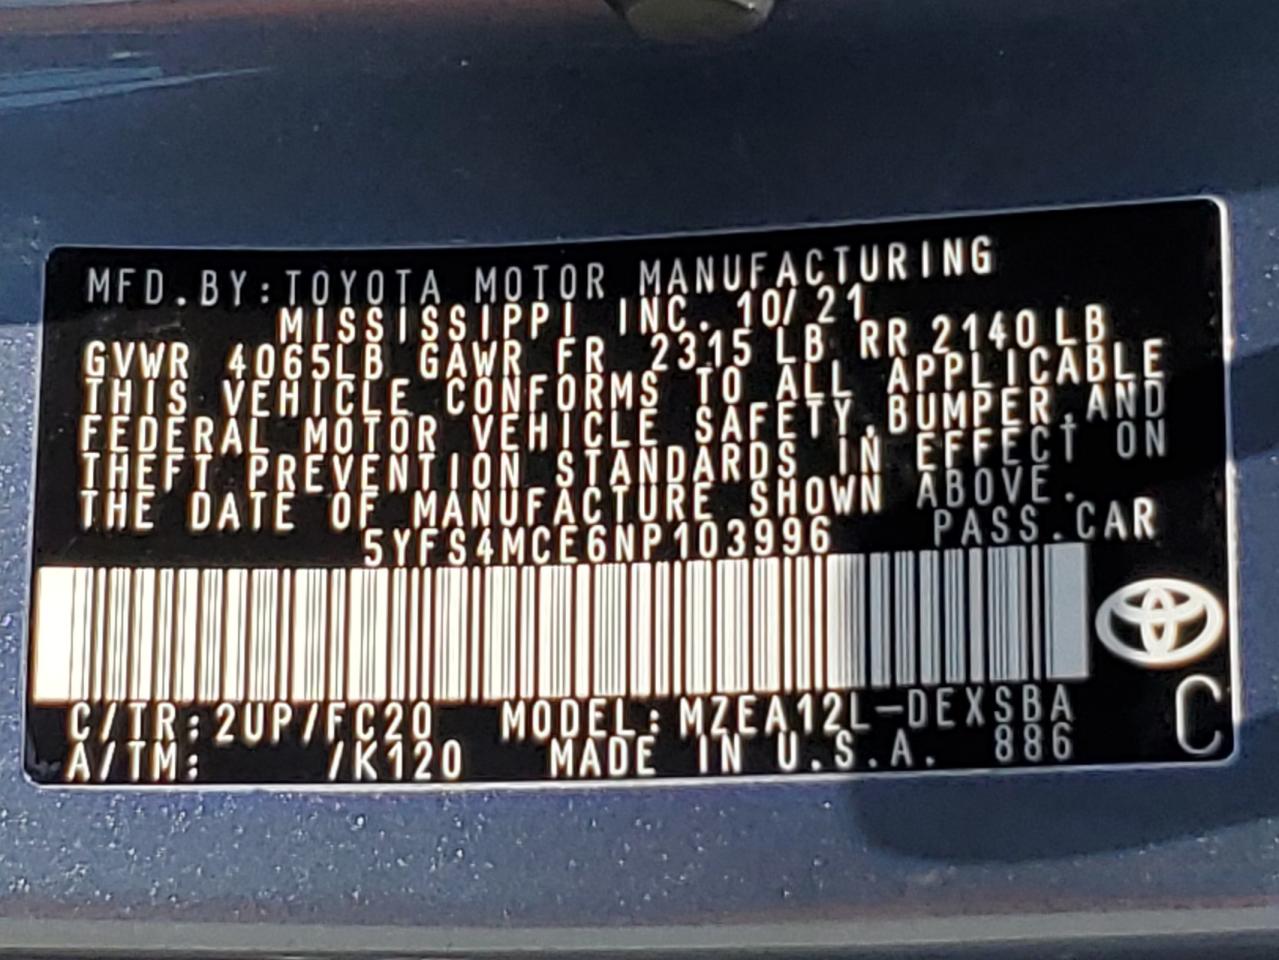 MFD.BY:TOYOTA MOTOR MANUFACTURING
MISSISSIPPI INC. 10/21
GVWR 4065LB GAWR FR 2315 LB RR 2140 LB
THIS VEHICLE CONFORMS TO ALL APPLICABLE
FEDERAL MOTOR VEHICLE SAFETY,BUMPER,AND
THEFT PREVENTION STANDARDS IN EFFECT ON
THE DATE OF MANUFACTURE SHOWN ABOVE.
5YFS4MCE6NP103996 PASS.CAR
C/TR:2UP/FC20 MODEL:MZEA12L-DEXSBA
A/TM: /K120 MADE IN U.S.A. 886
C